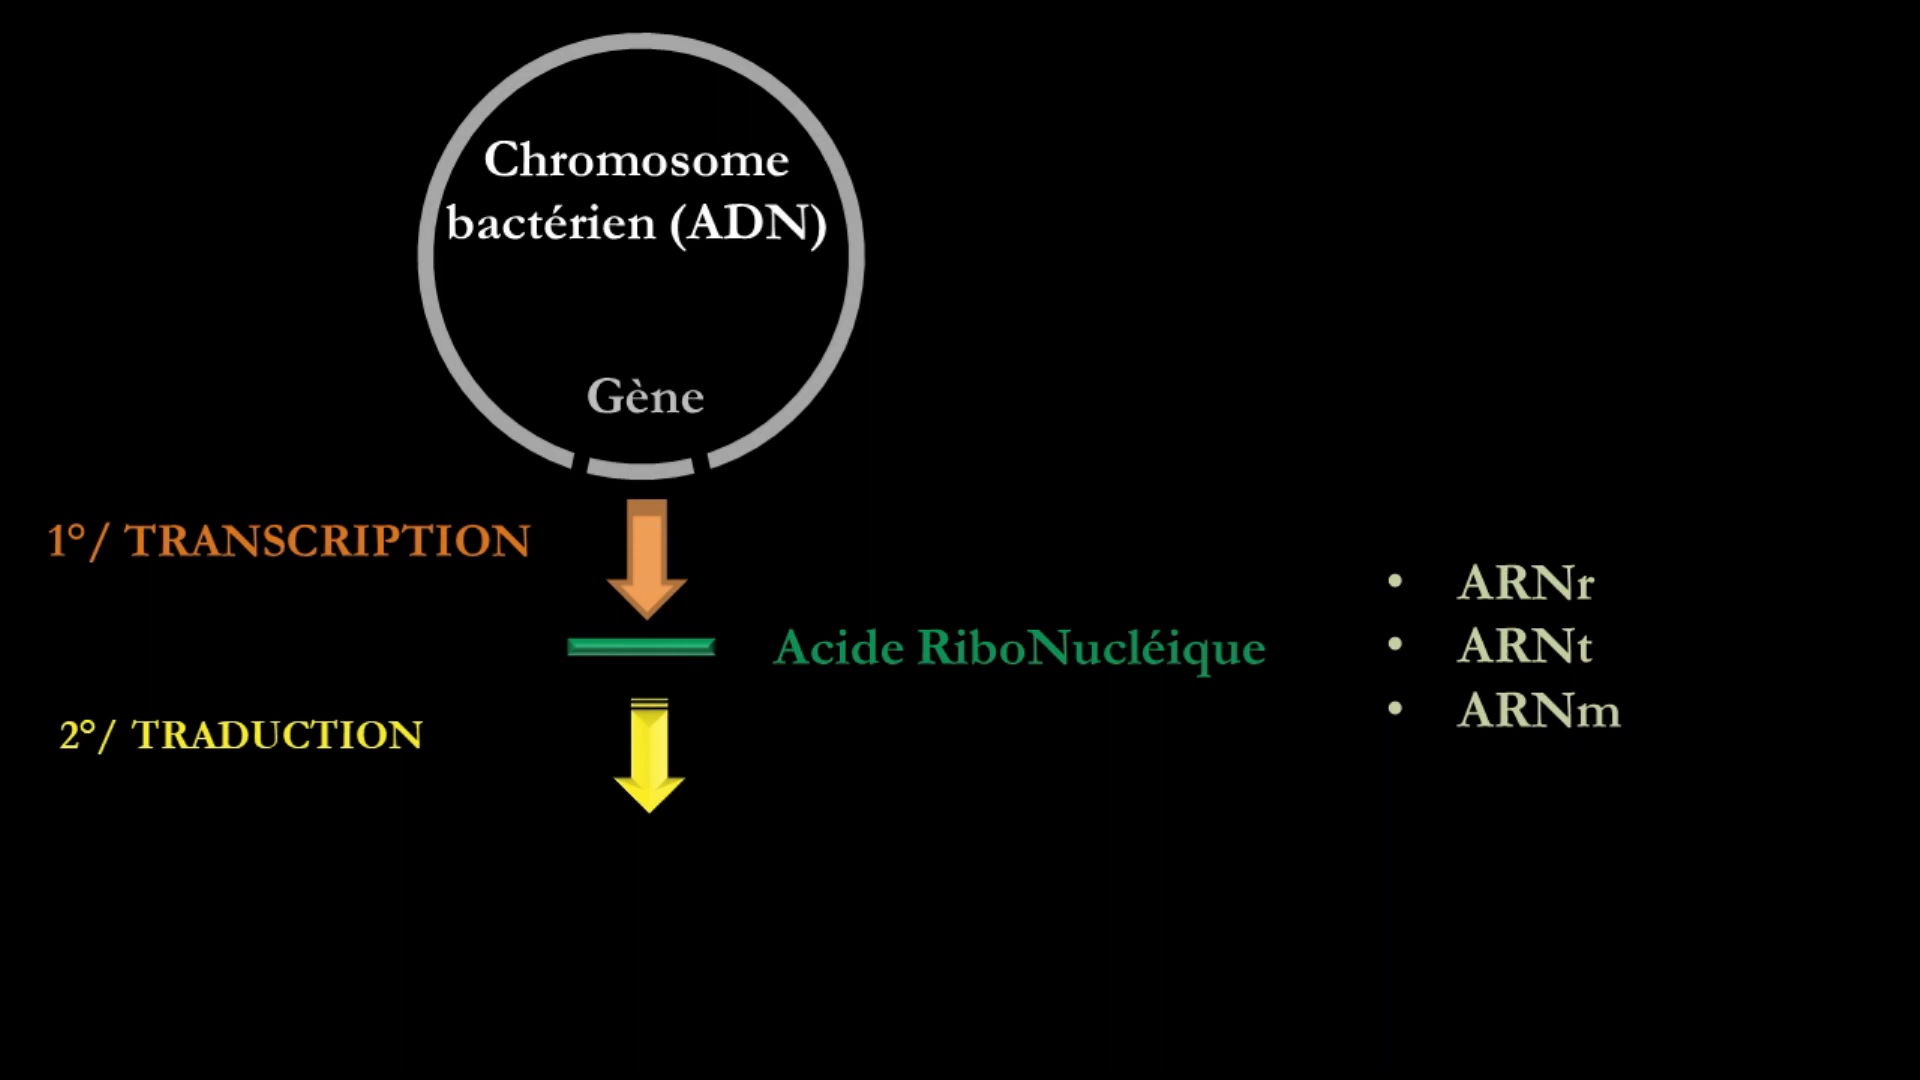 Chromosome
bactérien (ADN)
Gène
1°/ TRANSCRIPTION
Acide RiboNucléique
• ARNr
• ARNt
• ARNm
2°/ TRADUCTION